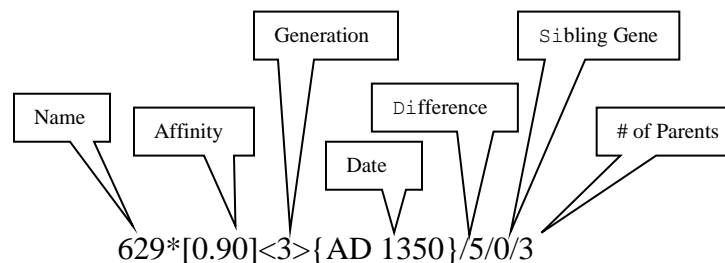 Generation
Sibling Gene
Name
Affinity
Difference
# of Parents
Date
629*[0.90]<3>{AD 1350}/5/0/3